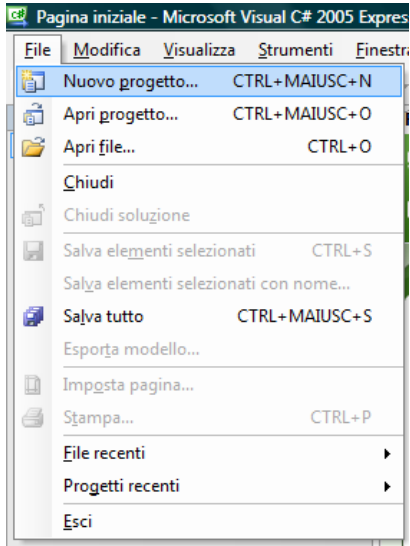 Pagina iniziale - Microsoft Visual C# 2005 Expres
File Modifica Visualizza Strumenti Finestra
Nuovo progetto... CTRL+MAIUSC+N
Apri progetto... CTRL+MAIUSC+O
Apri file... CTRL+O
Chiudi
Chiudi soluzione
Salva elementi selezionati CTRL+S
Salva elementi selezionati con nome...
Salva tutto CTRL+MAIUSC+S
Esporta modello...
Imposta pagina...
Stampa... CTRL+P
File recenti
Progetti recenti
Esci